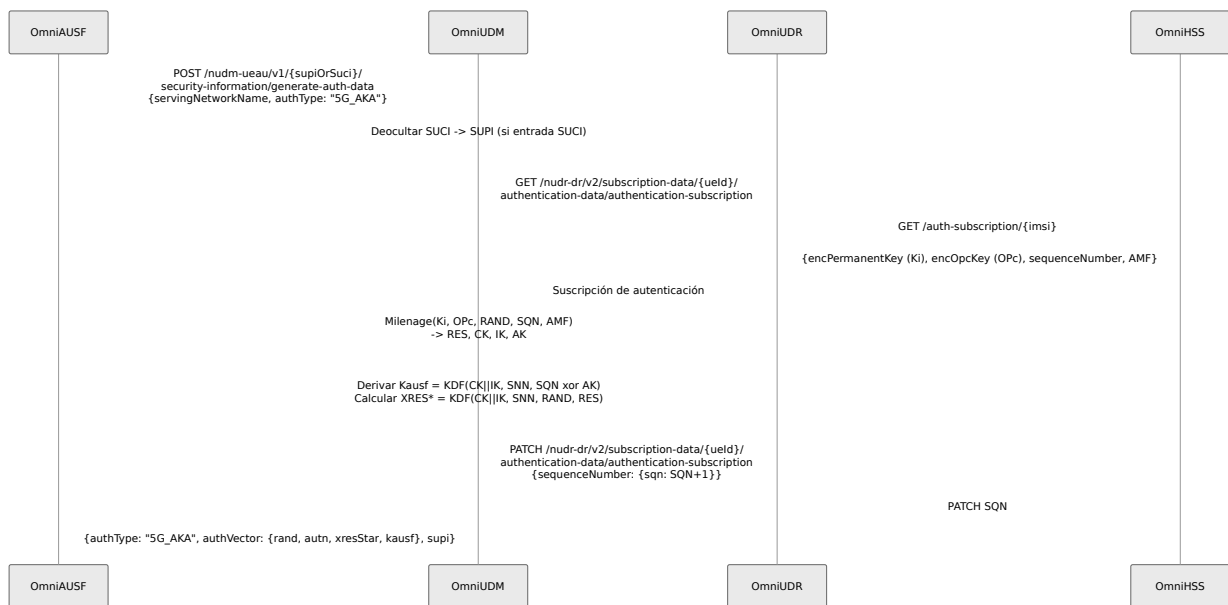 OmniAUSF
OmniUDM
OmniUDR
OmniHSS
POST /nudm-ueau/v1/{supiOrSuci}/
security-information/generate-auth-data
{servingNetworkName, authType: "5G_AKA"}
Deocultar SUCI -> SUPI (si entrada SUCI)
GET /nudr-dr/v2/subscription-data/{ueId}/
authentication-data/authentication-subscription
GET /auth-subscription/{imsi}
{encPermanentKey (Ki), encOpcKey (OPc), sequenceNumber, AMF}
Suscripción de autenticación
Milenage(Ki, OPc, RAND, SQN, AMF)
-> RES, CK, IK, AK
Derivar Kausf = KDF(CK||IK, SNN, SQN xor AK)
Calcular XRES* = KDF(CK||IK, SNN, RAND, RES)
PATCH /nudr-dr/v2/subscription-data/{ueId}/
authentication-data/authentication-subscription
{sequenceNumber: {sqn: SQN+1}}
PATCH SQN
{authType: "5G_AKA", authVector: {rand, autn, xresStar, kausf}, supi}
OmniAUSF
OmniUDM
OmniUDR
OmniHSS